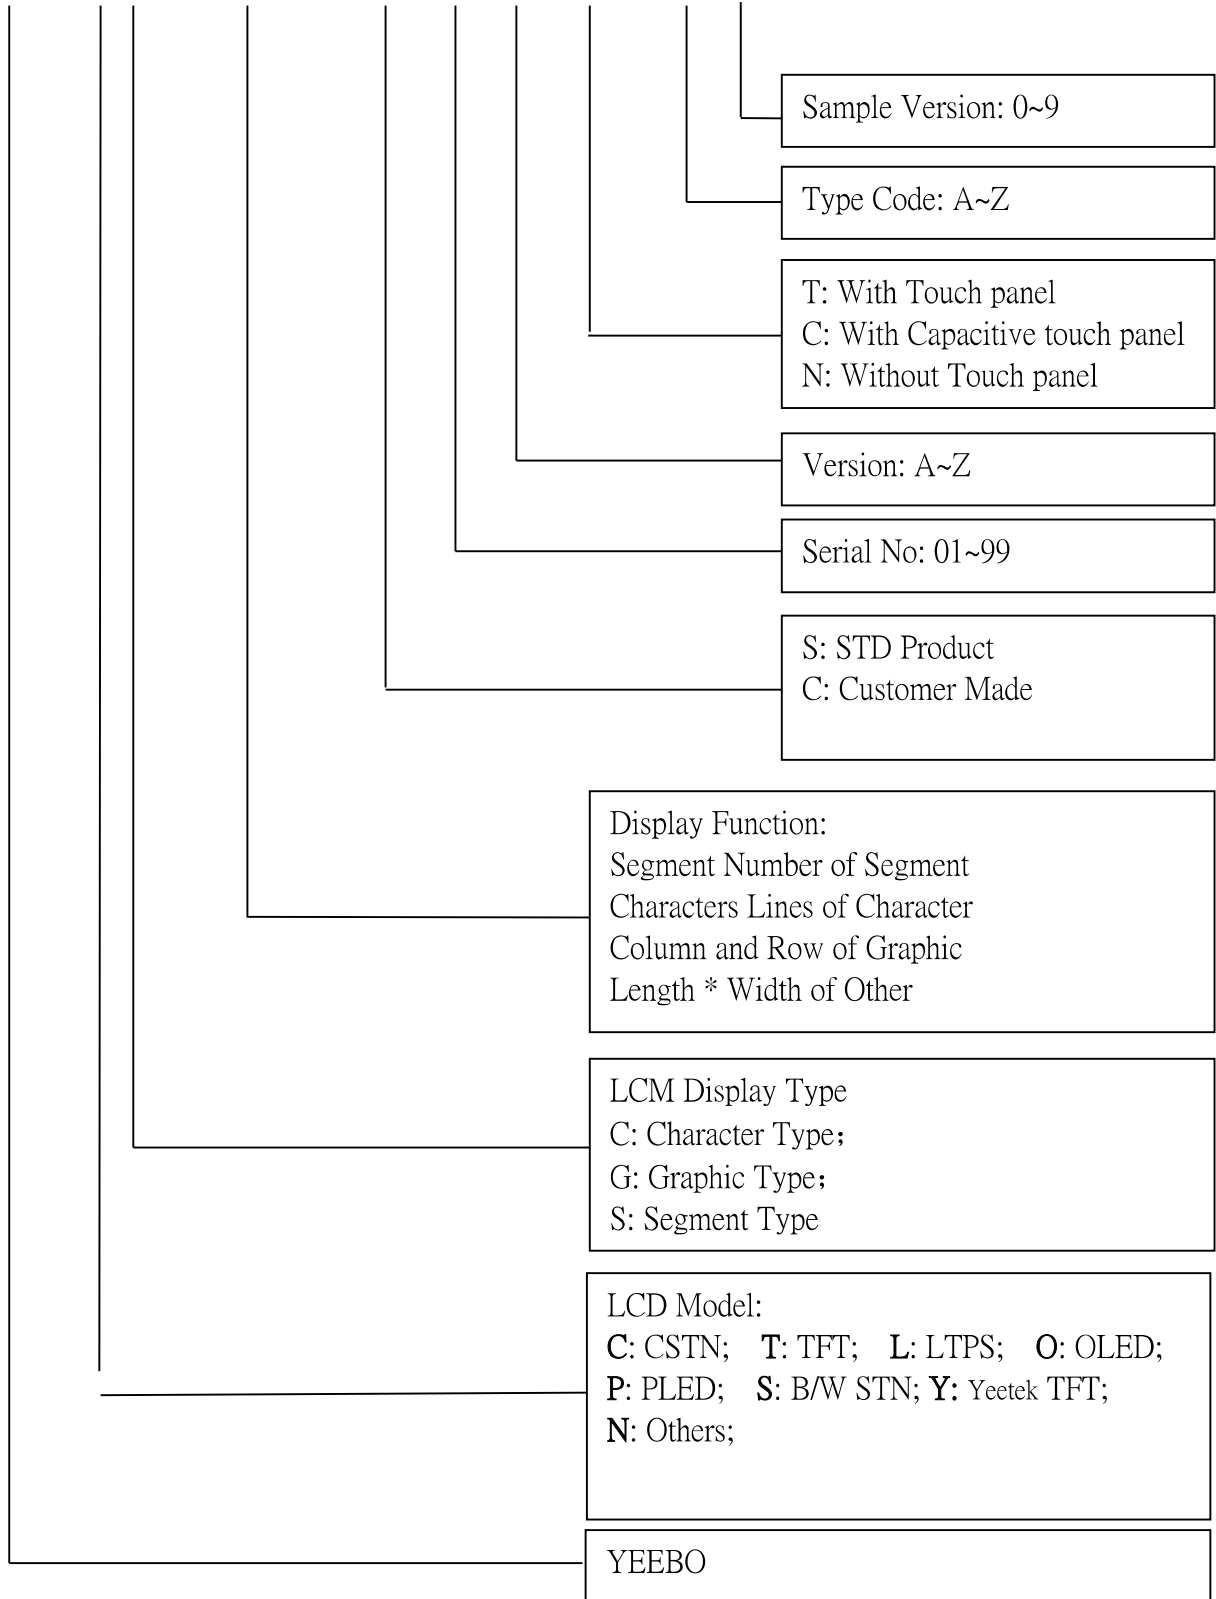 Sample Version: 0~9
Type Code: A~Z
T: With Touch panel
C: With Capacitive touch panel
N: Without Touch panel
Version: A~Z
Serial No: 01~99
S: STD Product
C: Customer Made
Display Function:
Segment Number of Segment
Characters Lines of Character
Column and Row of Graphic
Length * Width of Other
LCM Display Type
C: Character Type;
G: Graphic Type;
S: Segment Type
LCD Model:
C: CSTN; T: TFT; L: LTPS; O: OLED;
P: PLED; S: B/W STN; Y: Yeetek TFT;
N: Others;
YEEBO